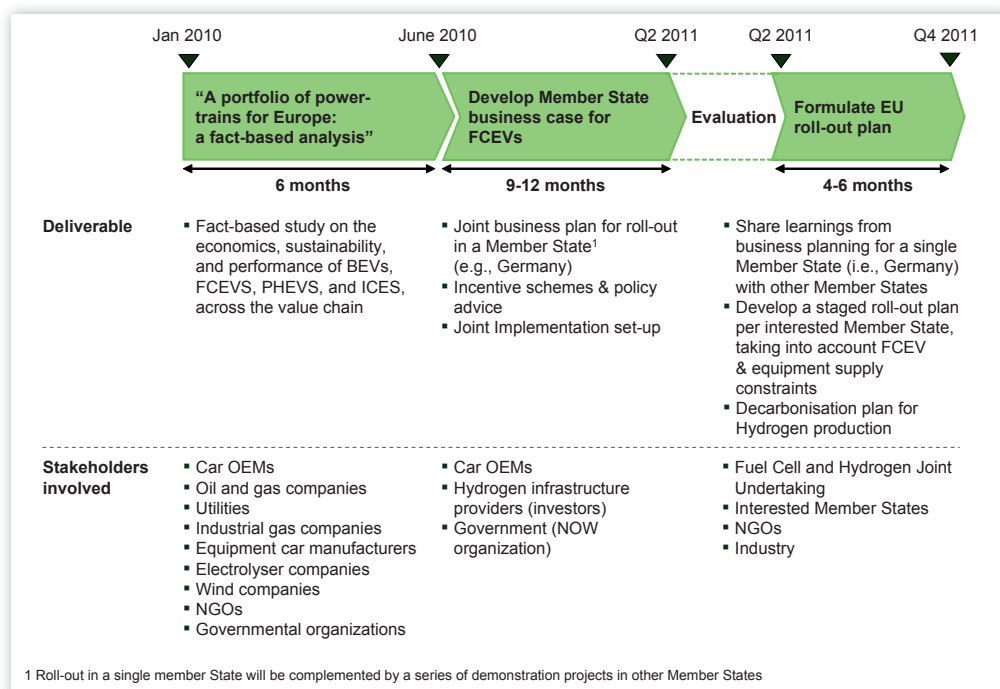 Jan 2010
June 2010
Q2 2011
Q2 2011
Q4 2011
“A portfolio of power-
trains for Europe:
a fact-based analysis”
Develop Member State
business case for
FCEVs
Evaluation
Formulate EU
roll-out plan
6 months
9-12 months
4-6 months
Deliverable
▪ Fact-based study on the
economics, sustainability,
and performance of BEVs,
FCEVS, PHEVS, and ICES,
across the value chain
▪ Joint business plan for roll-out
in a Member State¹
(e.g., Germany)
▪ Incentive schemes & policy
advice
▪ Joint Implementation set-up
▪ Share learnings from
business planning for a single
Member State (i.e., Germany)
with other Member States
▪ Develop a staged roll-out plan
per interested Member State,
taking into account FCEV
& equipment supply
constraints
▪ Decarbonisation plan for
Hydrogen production
Stakeholders
involved
▪ Car OEMs
▪ Oil and gas companies
▪ Utilities
▪ Industrial gas companies
▪ Equipment car manufacturers
▪ Electrolyser companies
▪ Wind companies
▪ NGOs
▪ Governmental organizations
▪ Car OEMs
▪ Hydrogen infrastructure
providers (investors)
▪ Government (NOW
organization)
▪ Fuel Cell and Hydrogen Joint
Undertaking
▪ Interested Member States
▪ NGOs
▪ Industry
1 Roll-out in a single member State will be complemented by a series of demonstration projects in other Member States